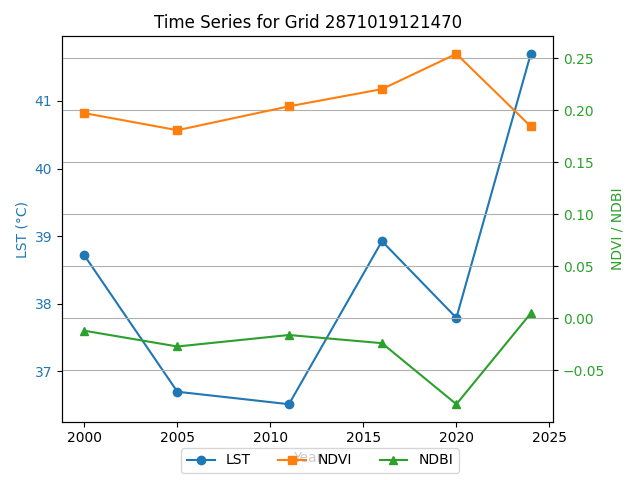 Time Series for Grid 2871019121470
41
40
39
38
37
LST (°C)
0.25
0.20
0.15
0.10
0.05
0.00
−0.05
NDVI / NDBI
2000 2005 2010 2015 2020 2025
Year
LST NDVI NDBI